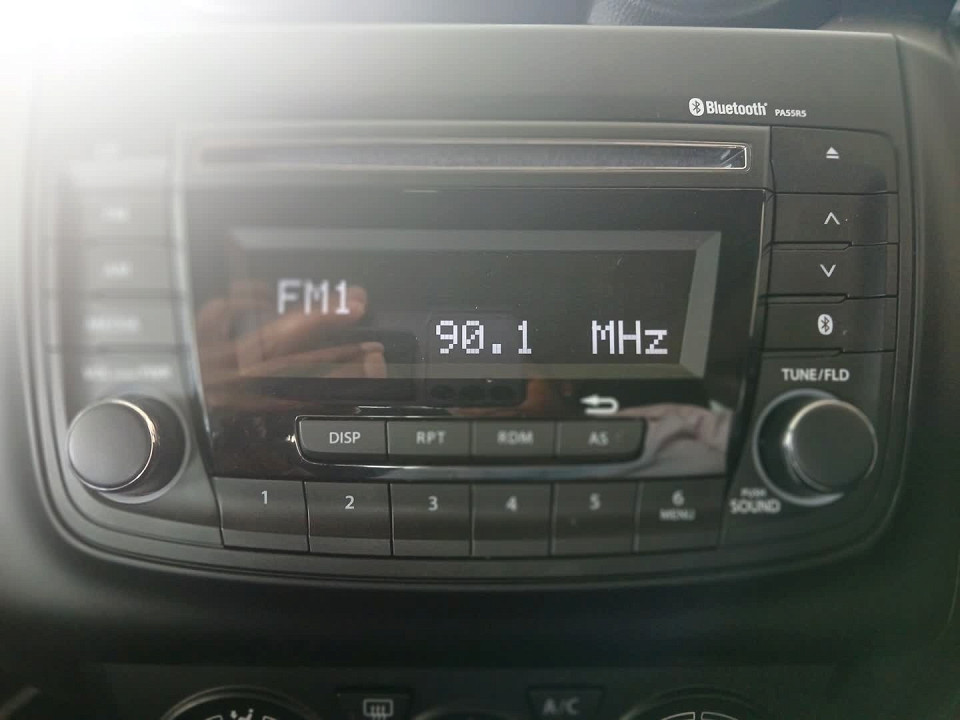 Bluetooth PA55R5
FM1
90.1 MHz
TUNE/FLD
DISP RPT RDM AS
1 2 3 4 5 6
MENU
PUSH
SOUND
A/C